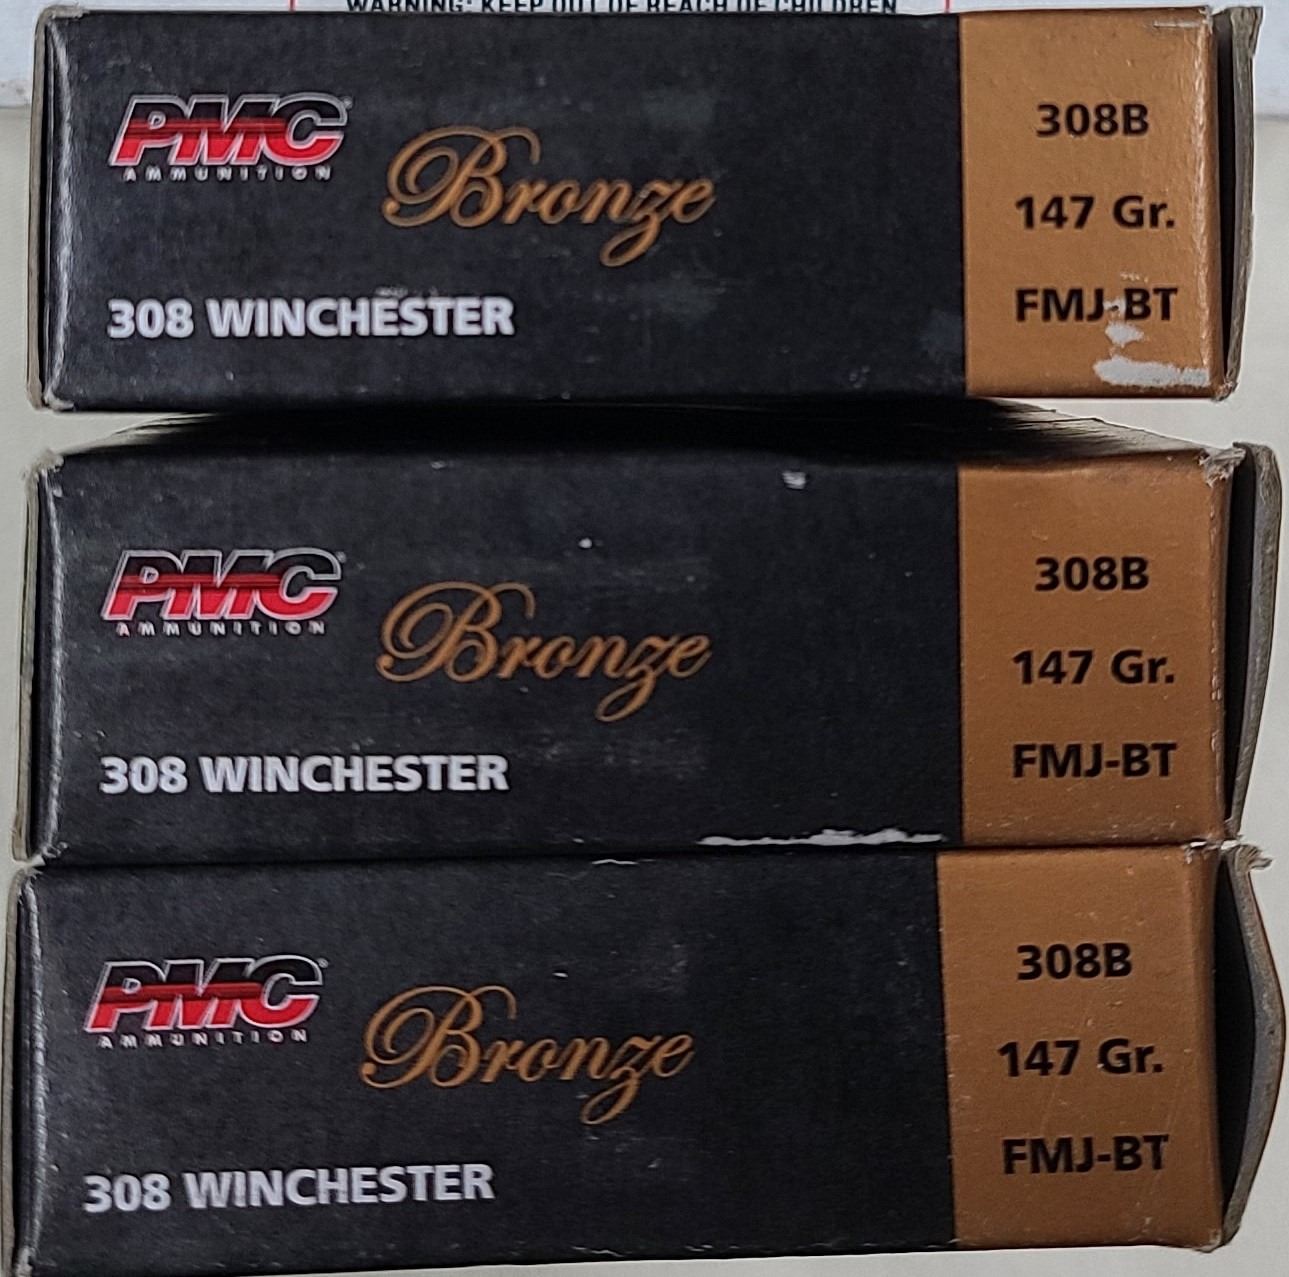 WARNING: KEEP OUT OF REACH OF CHILDREN
PMC
AMMUNITION
Bronze
308 WINCHESTER
308B
147 Gr.
FMJ-BT
PMC
AMMUNITION
Bronze
308 WINCHESTER
308B
147 Gr.
FMJ-BT
PMC
AMMUNITION
Bronze
308 WINCHESTER
308B
147 Gr.
FMJ-BT